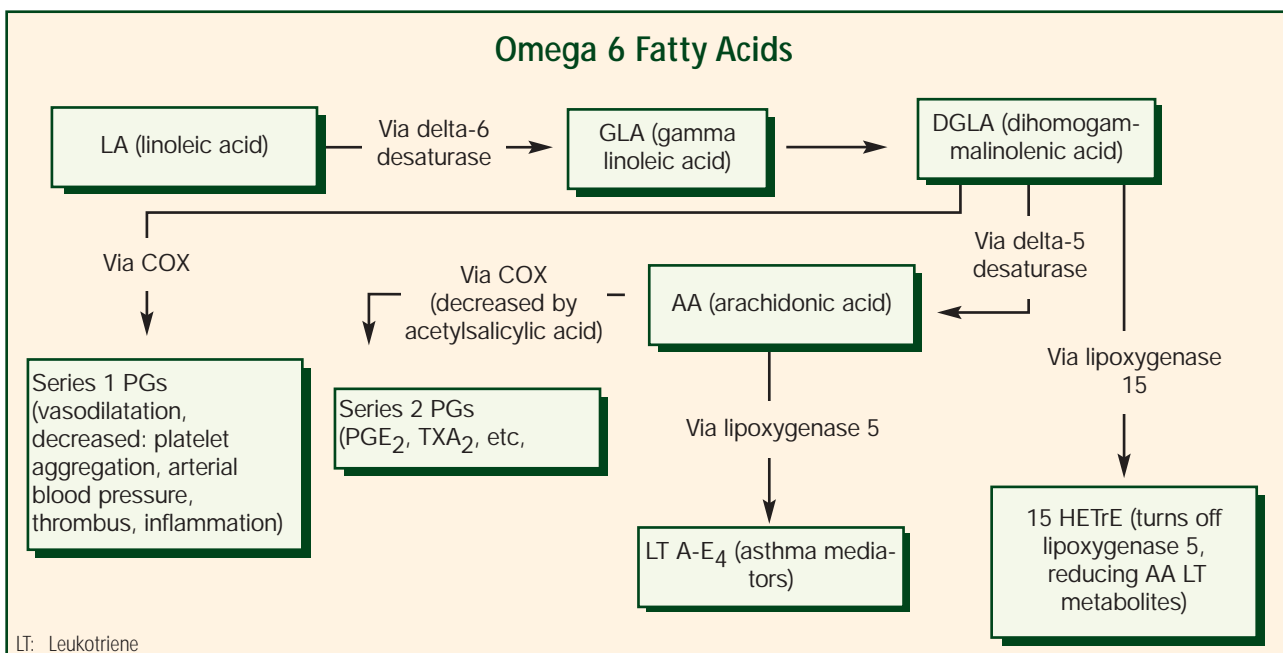 Omega 6 Fatty Acids
LA (linoleic acid)
Via delta-6
desaturase
GLA (gamma
linoleic acid)
DGLA (dihomogam-
malinolenic acid)
Via COX
Via COX
(decreased by
acetylsalicylic acid)
AA (arachidonic acid)
Via delta-5
desaturase
Series 1 PGs
(vasodilatation,
decreased: platelet
aggregation, arterial
blood pressure,
thrombus, inflammation)
Series 2 PGs
(PGE2, TXA2, etc,
Via lipoxygenase 5
Via lipoxygenase
15
LT A-E4 (asthma media-
tors)
15 HETrE (turns off
lipoxygenase 5,
reducing AA LT
metabolites)
LT: Leukotriene